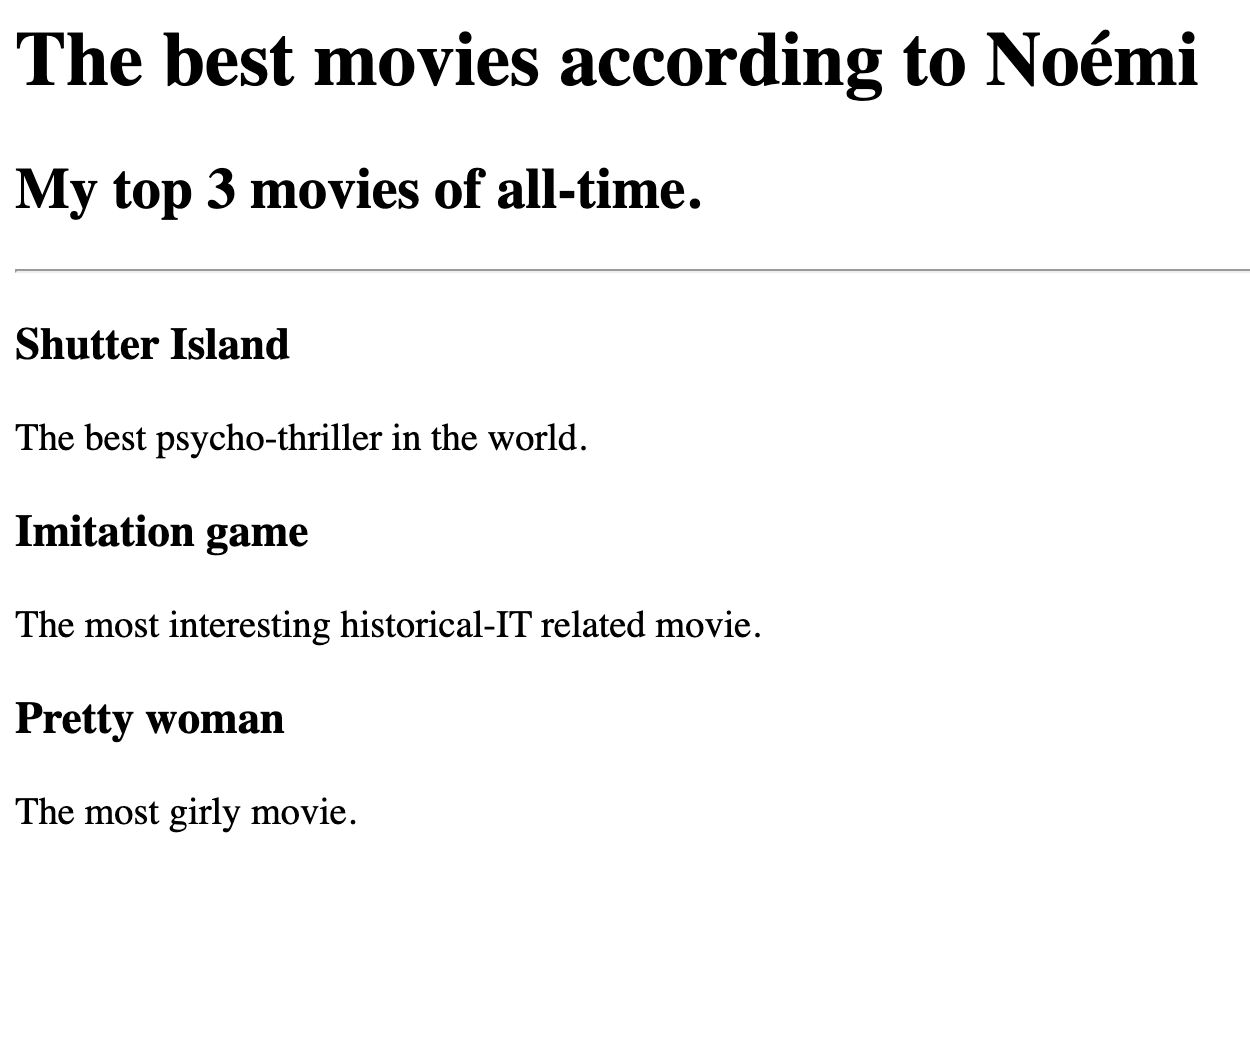 The best movies according to Noémi
My top 3 movies of all-time.
Shutter Island
The best psycho-thriller in the world.
Imitation game
The most interesting historical-IT related movie.
Pretty woman
The most girly movie.